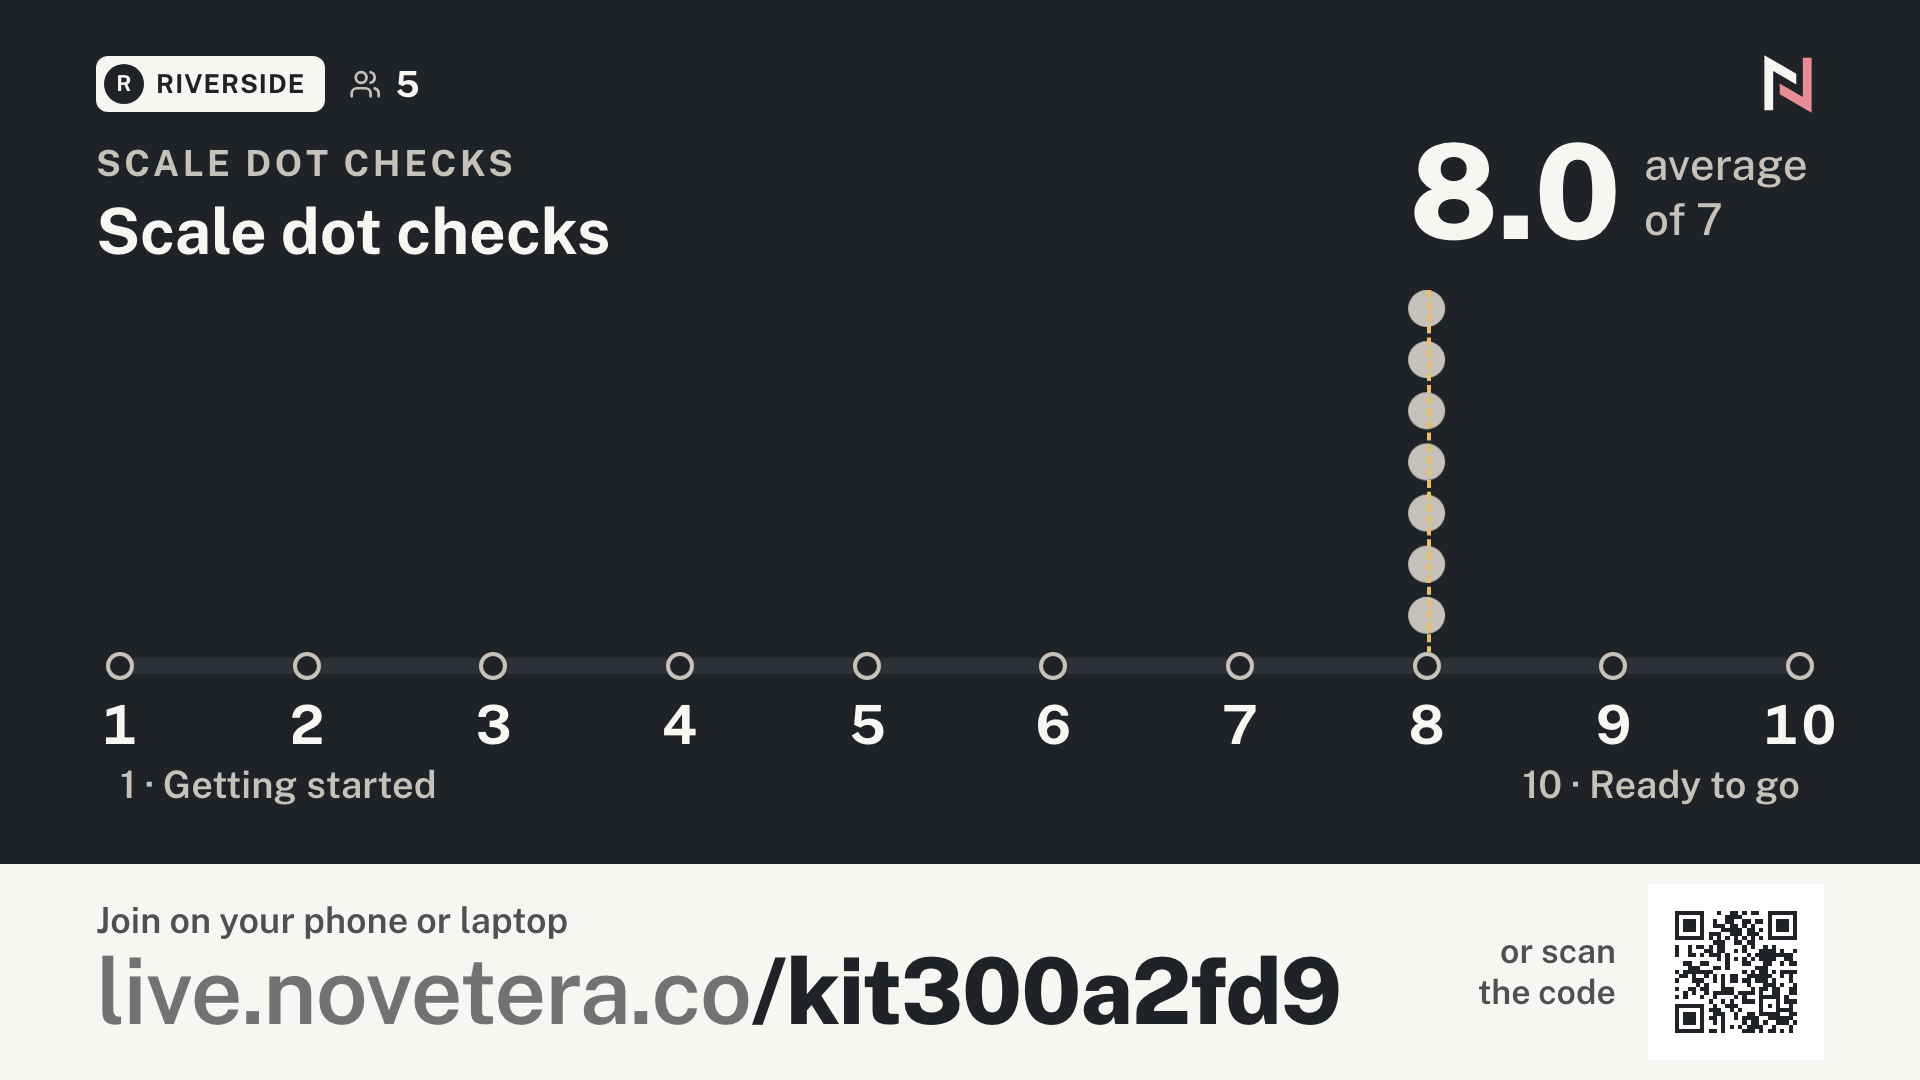 R RIVERSIDE 5
SCALE DOT CHECKS
Scale dot checks
8.0 average
of 7
1 2 3 4 5 6 7 8 9 10
1 · Getting started 10 · Ready to go
Join on your phone or laptop
live.novetera.co/kit300a2fd9
or scan
the code